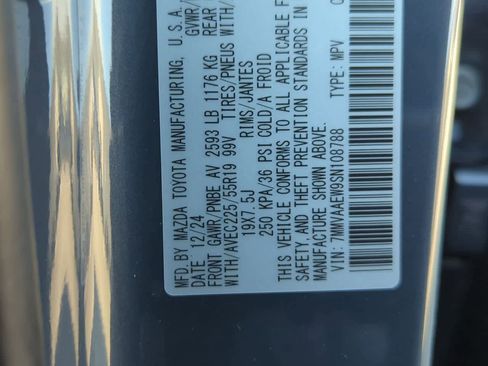 MFD. BY MAZDA TOYOTA MANUFACTURING, U.S.A.
DATE 12/24 GVWR/
FRONT GAWR/PNBE AV 2593 LB 1176 KG REAR
WITH/AVEC225/55R19 99V TIRES/PNEUS WITH/
19X7.5J RIMS/JANTES
250 KPA/36 PSI COLD/A FROID
THIS VEHICLE CONFORMS TO ALL APPLICABLE F
SAFETY AND THEFT PREVENTION STANDARDS IN
MANUFACTURE SHOWN ABOVE.
VIN: 7MMVAAEW9SN108788 TYPE: MPV